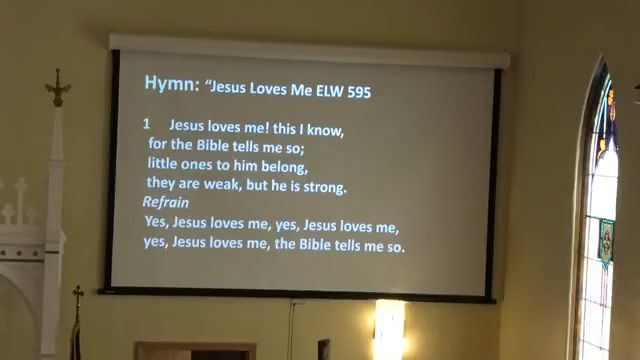 Hymn: "Jesus Loves Me ELW 595
1 Jesus loves me! this I know,
for the Bible tells me so;
little ones to him belong,
they are weak, but he is strong.
Refrain
Yes, Jesus loves me, yes, Jesus loves me,
yes, Jesus loves me, the Bible tells me so.